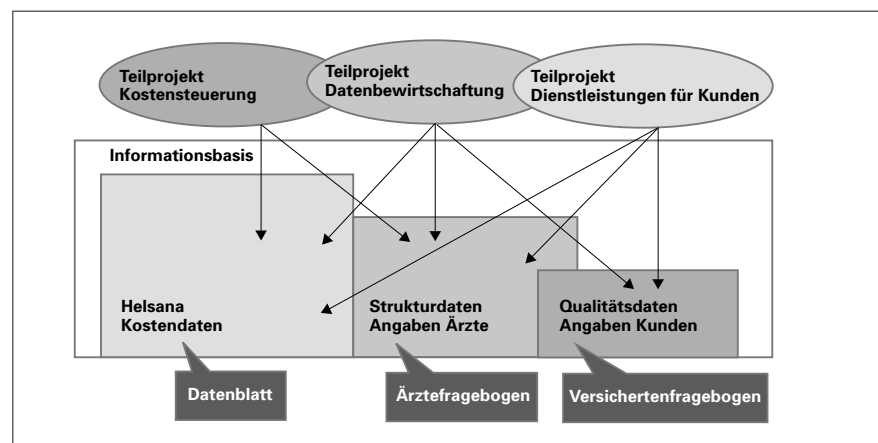 Teilprojekt
Kostensteuerung
Teilprojekt
Datenbewirtschaftung
Teilprojekt
Dienstleistungen für Kunden
Informationsbasis
Helsana
Kostendaten
Strukturdaten
Angaben Ärzte
Qualitätsdaten
Angaben Kunden
Datenblatt
Ärztefragebogen
Versichertenfragebogen